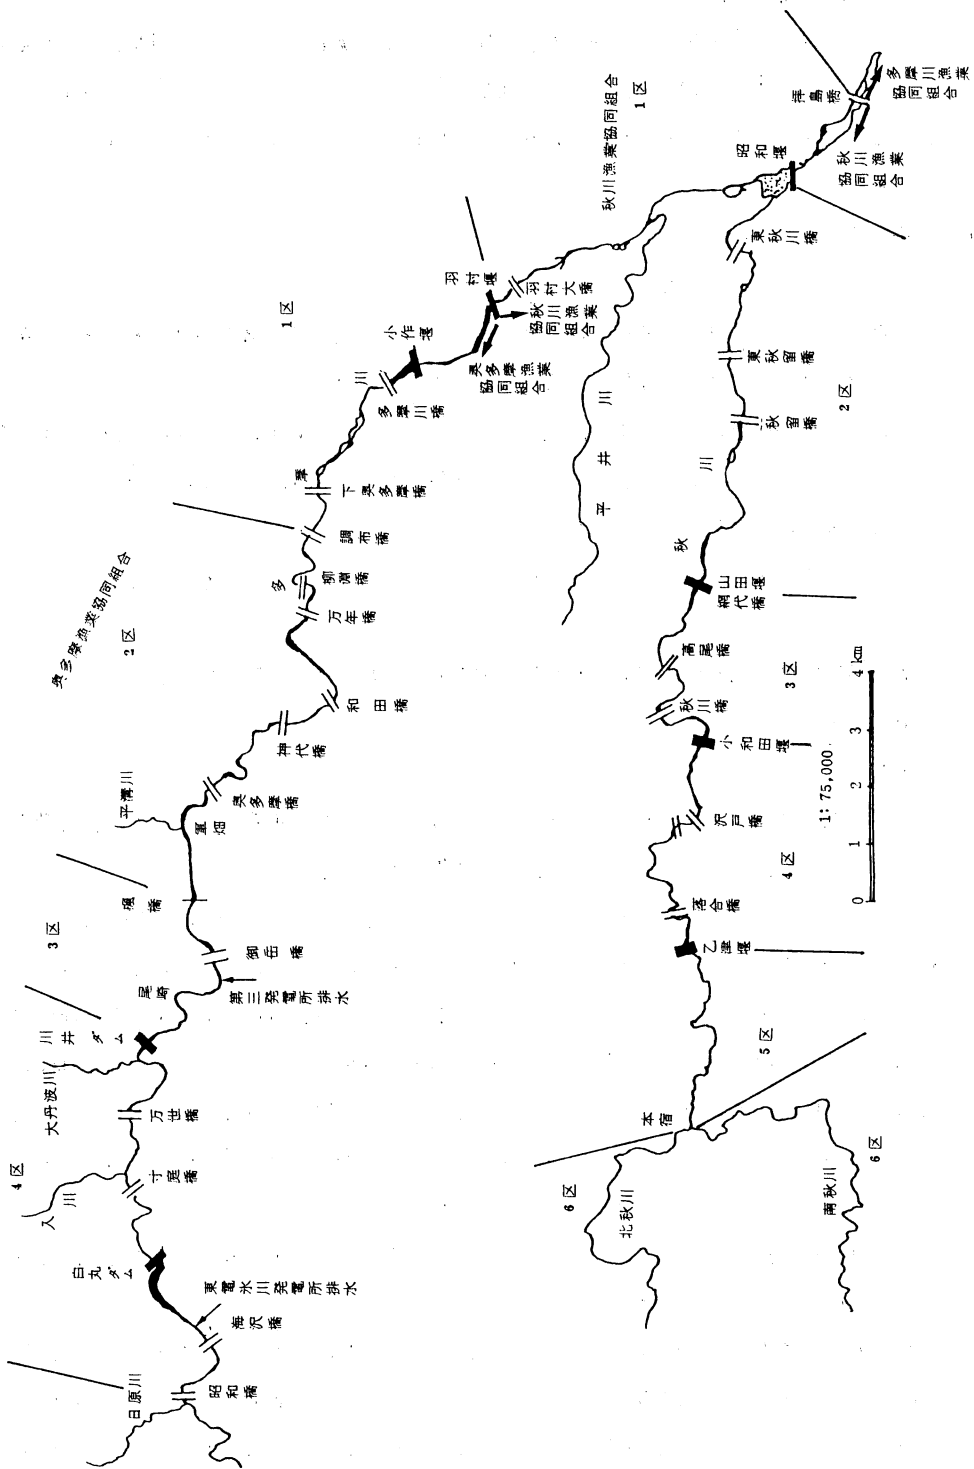 奥多摩漁業協同組合
秋川漁業協同組合
1区
1区
2区
3区
4区
日原川
昭和橋
海沢橋
東電氷川発電所排水
白丸ダム
入川
寸庭橋
万世橋
大丹波川
川井ダム
尾崎
第三発電所排水
御岳橋
楓橋
軍畑
平溝川
奥多摩橋
神代橋
和田橋
万年橋
柳淵橋
調布橋
下奥多摩橋
多摩川
多摩川橋
小作堰
羽村堰
羽村大橋
奥多摩漁業
協同組合
秋川漁業
協同組合
平井川
昭和堰
拝島橋
多摩川漁業
協同組合
秋川漁業
協同組合
東秋川橋
東秋留橋
秋留橋
2区
秋川
山田堰
網代橋
高尾橋
3区
秋川橋
小和田堰
沢戸橋
4区
落合橋
乙津堰
5区
本宿
6区
北秋川
6区
南秋川
1:75,000
0 1 2 3 4km